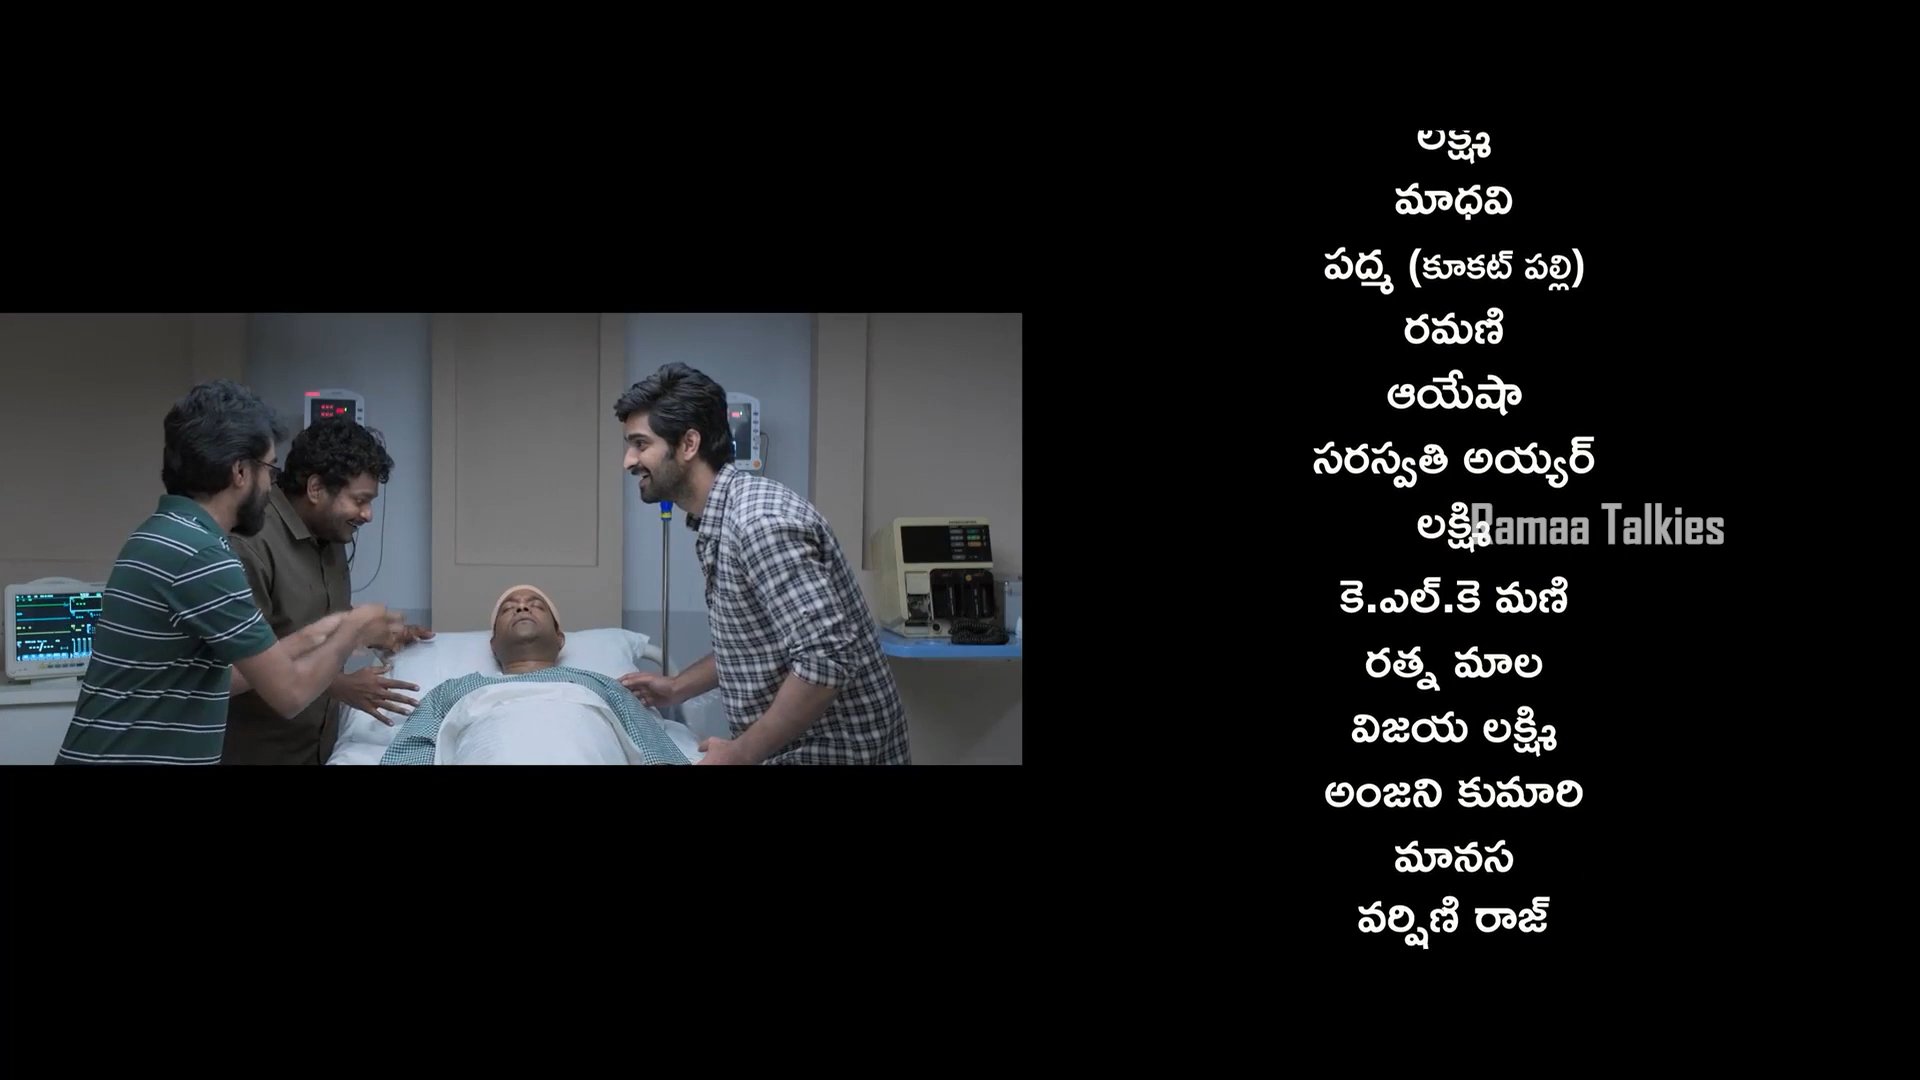 లక్ష్మి
మాధవి
పద్మ (కూకట్ పల్లి)
రమణి
ఆయేషా
సరస్వతి అయ్యర్
లక్ష్మి
Ramaa Talkies
కె.ఎల్.కె మణి
రత్న మాల
విజయ లక్ష్మి
అంజని కుమారి
మానస
వర్షిణి రాజ్